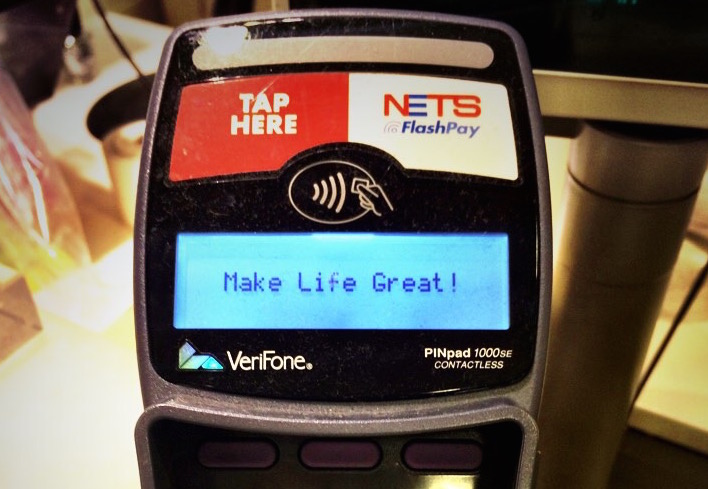 TAP
HERE
NETS
FlashPay
Make Life Great!
VeriFone®
PINpad 1000SE
CONTACTLESS